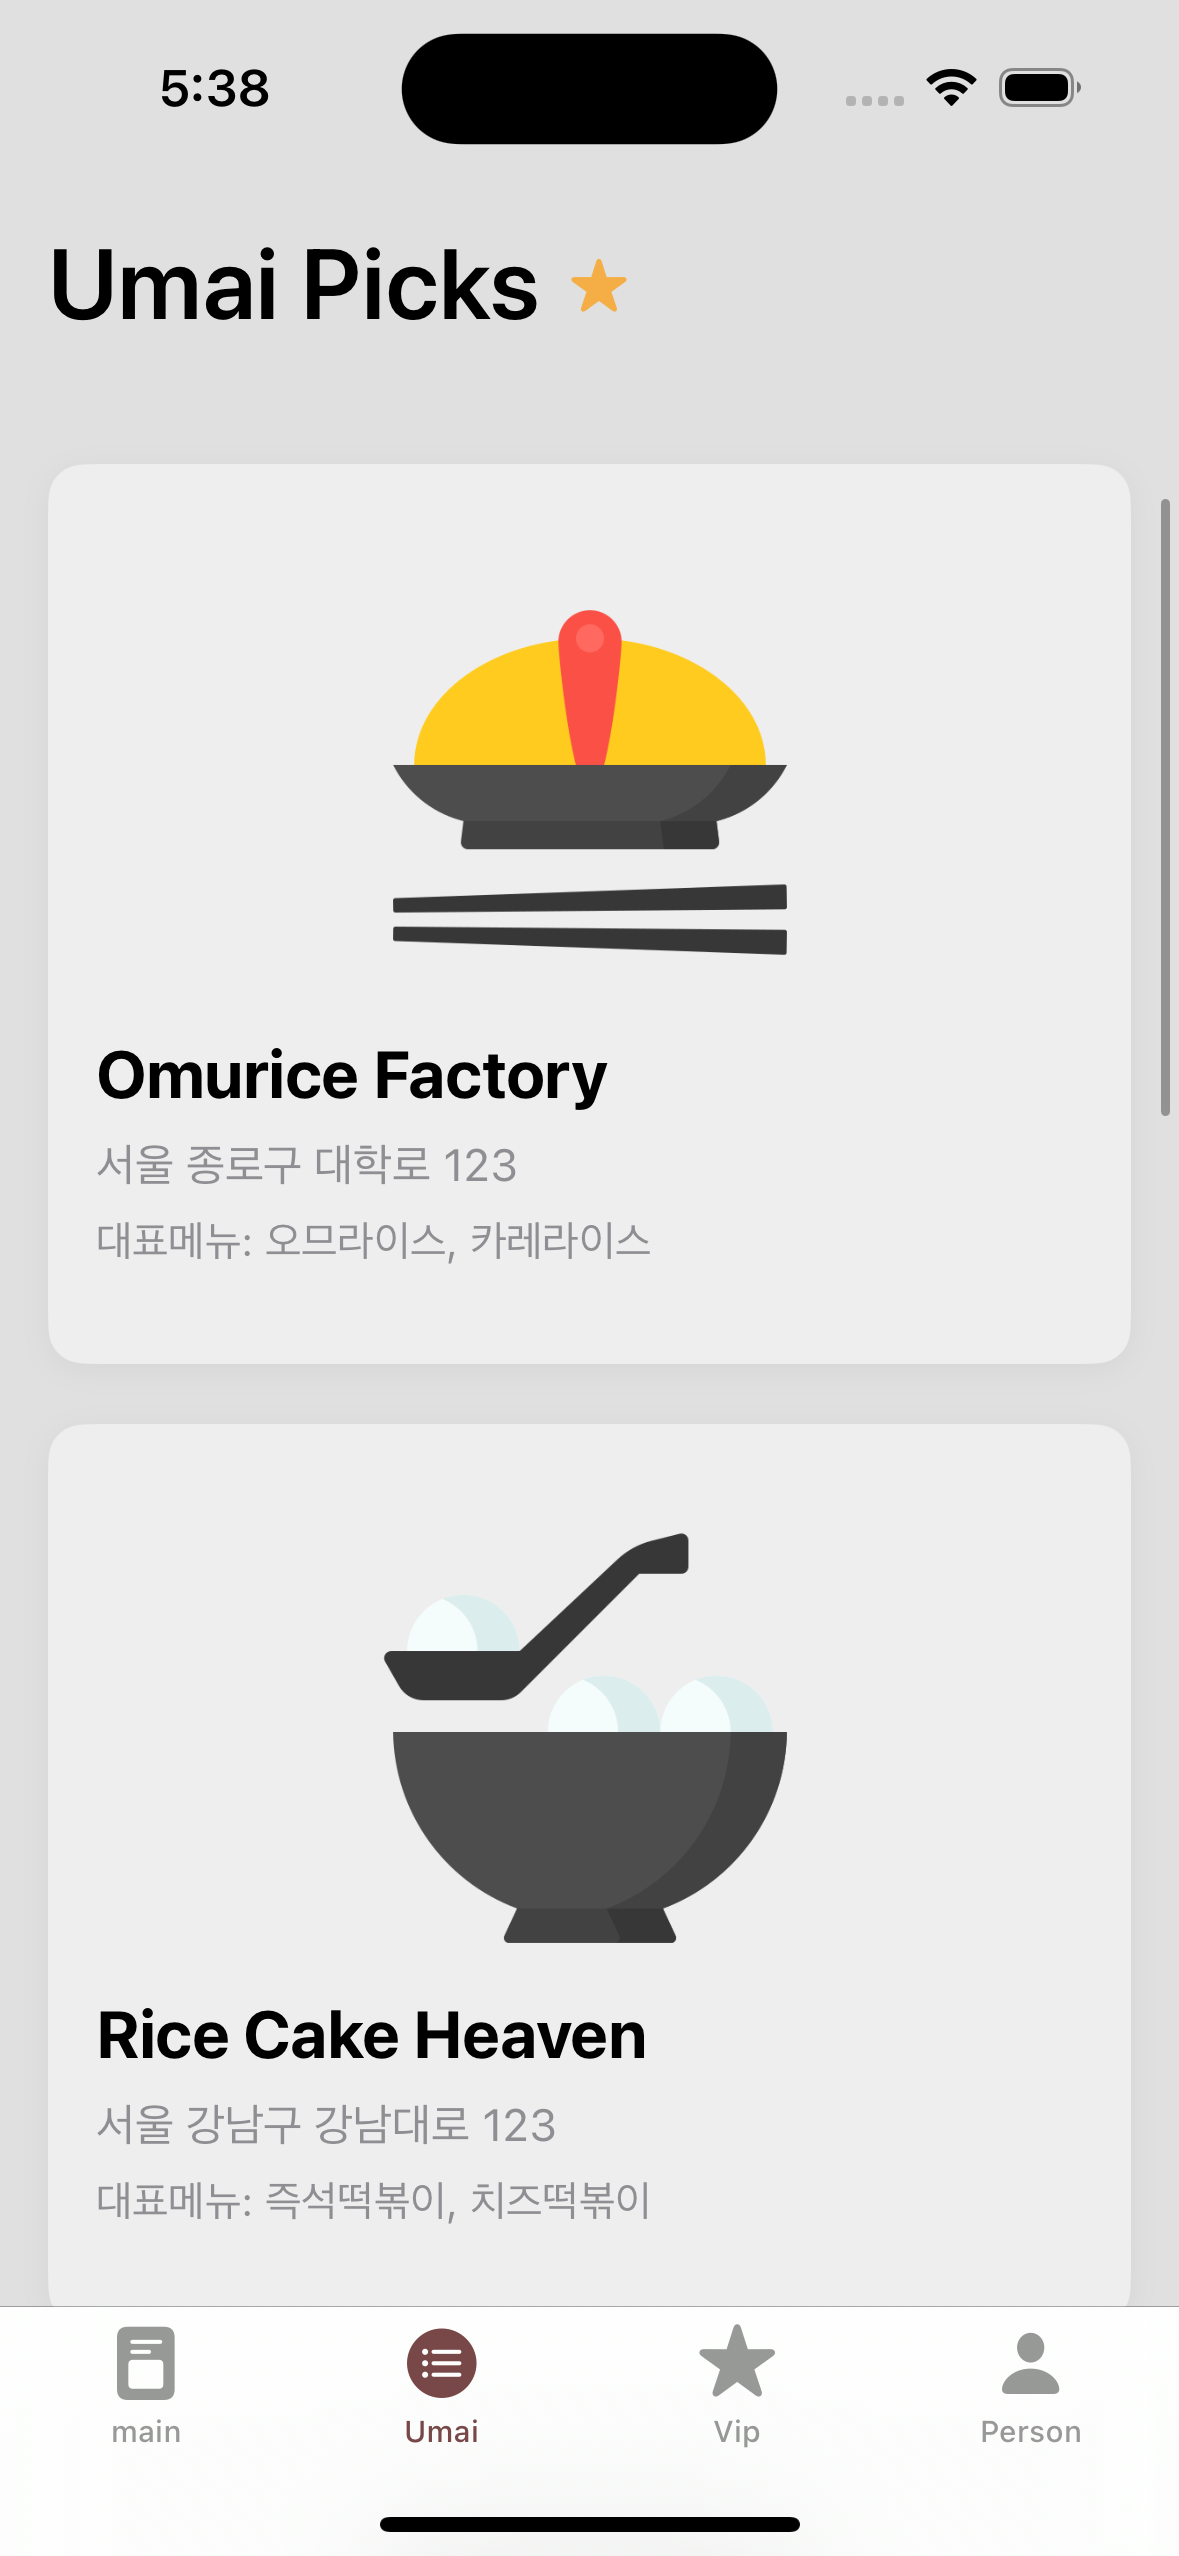 5:38
Umai Picks
Omurice Factory
서울 종로구 대학로 123
대표메뉴: 오므라이스, 카레라이스
Rice Cake Heaven
서울 강남구 강남대로 123
대표메뉴: 즉석떡볶이, 치즈떡볶이
main Umai Vip Person